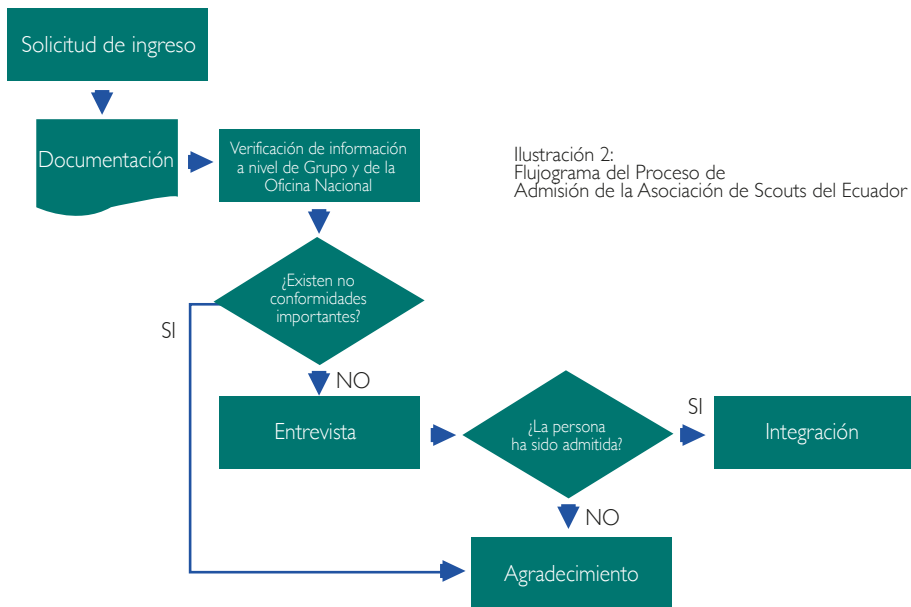 Solicitud de ingreso
Documentación
Verificación de información
a nivel de Grupo y de la
Oficina Nacional
Ilustración 2:
Flujograma del Proceso de
Admisión de la Asociación de Scouts del Ecuador
¿Existen no
conformidades
importantes?
SI
NO
Entrevista
¿La persona
ha sido admitida?
SI
Integración
NO
Agradecimiento